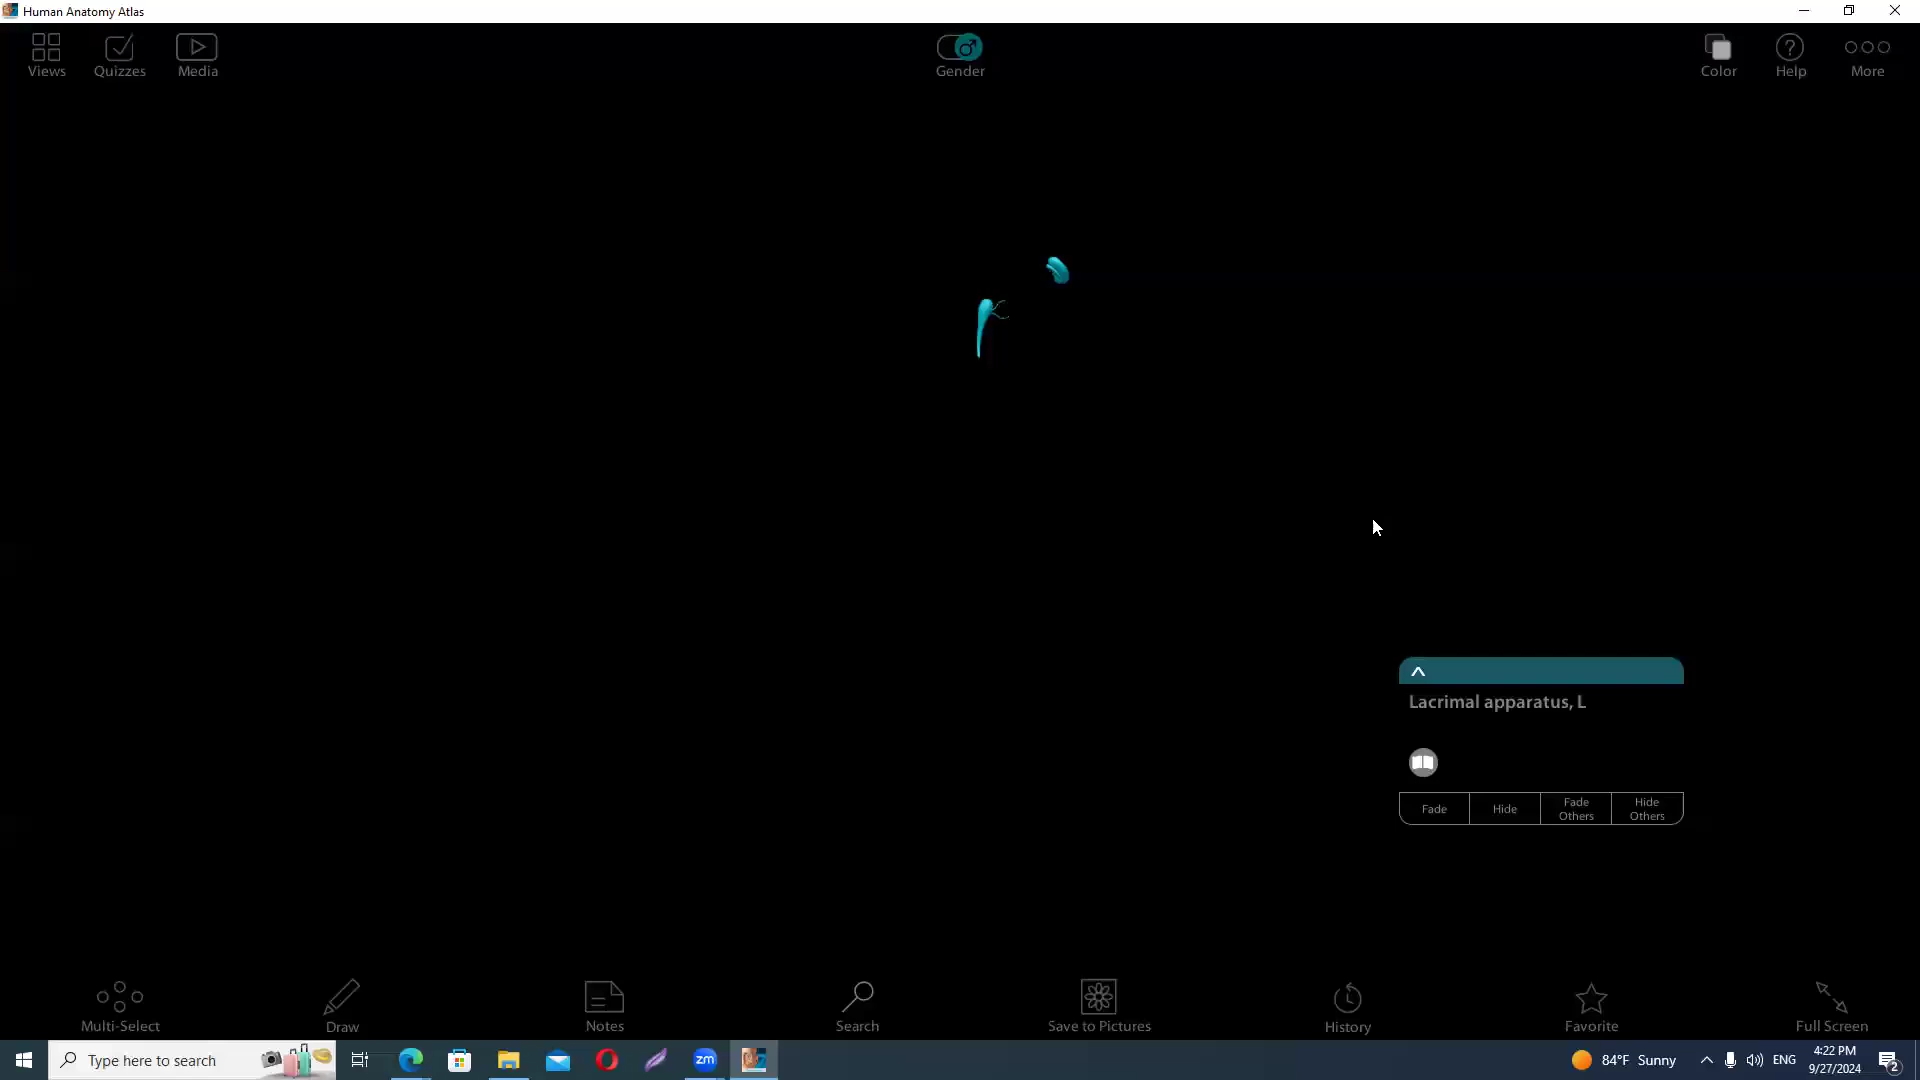 Human Anatomy Atlas
Views
Quizzes
Media
Gender
Color
Help
More
Lacrimal apparatus, L
Fade
Hide
Fade Others
Hide Others
Multi-Select
Draw
Notes
Search
Save to Pictures
History
Favorite
Full Screen
Type here to search
zm
84°F Sunny
ENG
4:22 PM
9/27/2024
2